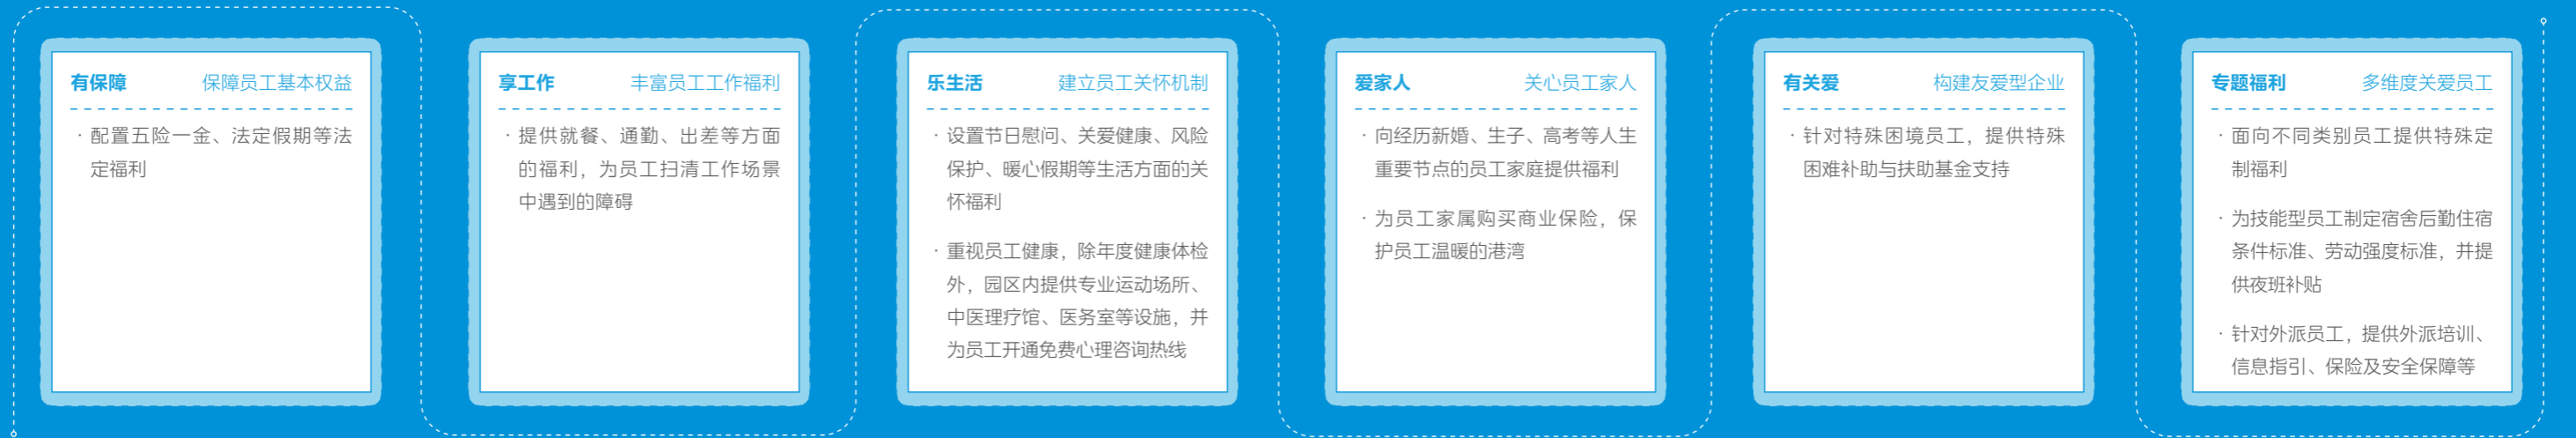 有保障 保障员工基本权益
· 配置五险一金、法定假期等法
定福利
享工作 丰富员工工作福利
· 提供就餐、通勤、出差等方面
的福利，为员工扫清工作场景
中遇到的障碍
乐生活 建立员工关怀机制
· 设置节日慰问、关爱健康、风险
保护、暖心假期等生活方面的关
怀福利
· 重视员工健康，除年度健康体检
外，园区内提供专业运动场所、
中医理疗馆、医务室等设施，并
为员工开通免费心理咨询热线
爱家人 关心员工家人
· 向经历新婚、生子、高考等人生
重要节点的员工家庭提供福利
· 为员工家属购买商业保险，保
护员工温暖的港湾
有关爱 构建友爱型企业
· 针对特殊困境员工，提供特殊
困难补助与扶助基金支持
专题福利 多维度关爱员工
· 面向不同类别员工提供特殊定
制福利
· 为技能型员工制定宿舍后勤住宿
条件标准、劳动强度标准，并提
供夜班补贴
· 针对外派员工，提供外派培训、
信息指引、保险及安全保障等